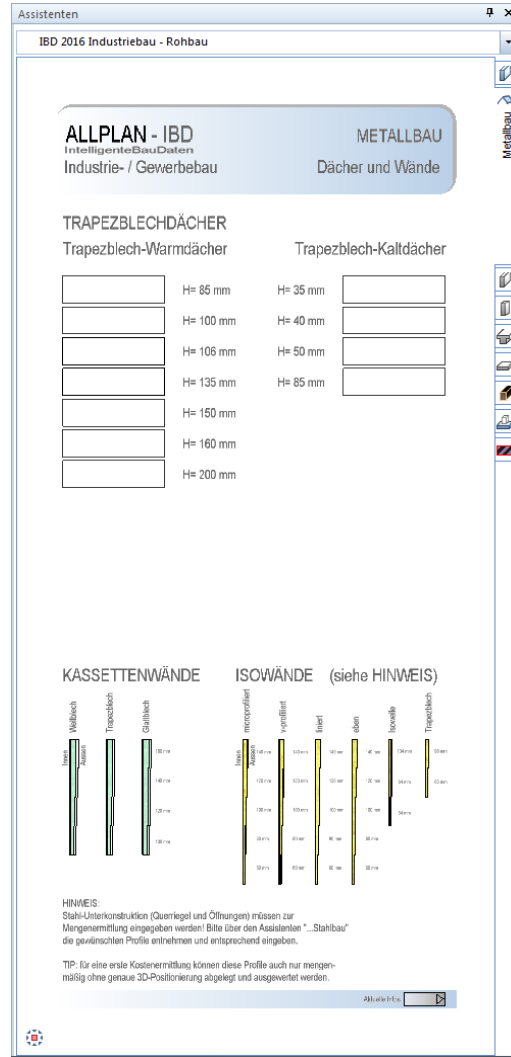 Assistenten
IBD 2016 Industriebau - Rohbau
Metallbau
ALLPLAN - IBD
IntelligenteBauDaten
Industrie- / Gewerbebau
METALLBAU
Dächer und Wände
TRAPEZBLECHDÄCHER
Trapezblech-Warmdächer
Trapezblech-Kaltdächer
H= 85 mm
H= 35 mm
H= 100 mm
H= 40 mm
H= 106 mm
H= 50 mm
H= 135 mm
H= 85 mm
H= 150 mm
H= 160 mm
H= 200 mm
KASSETTENWÄNDE
ISOWÄNDE (siehe HINWEIS)
Wellblech
Trapezblech
Glattblech
Innen
Aussen
microprofiliert
v-profiliert
liniert
eben
Isowelle
Trapezblech
Innen
Aussen
HINWEIS:
Stahl-Unterkonstruktion (Querriegel und Öffnungen) müssen zur
Mengenermittlung eingegeben werden! Bitte über den Assistenten "...Stahlbau"
die gewünschten Profile entnehmen und entsprechend eingeben.
TIP: für eine erste Kostenermittlung können diese Profile auch nur mengen-
mäßig ohne genaue 3D-Positionierung abgelegt und ausgewertet werden.
Aktuelle Infos